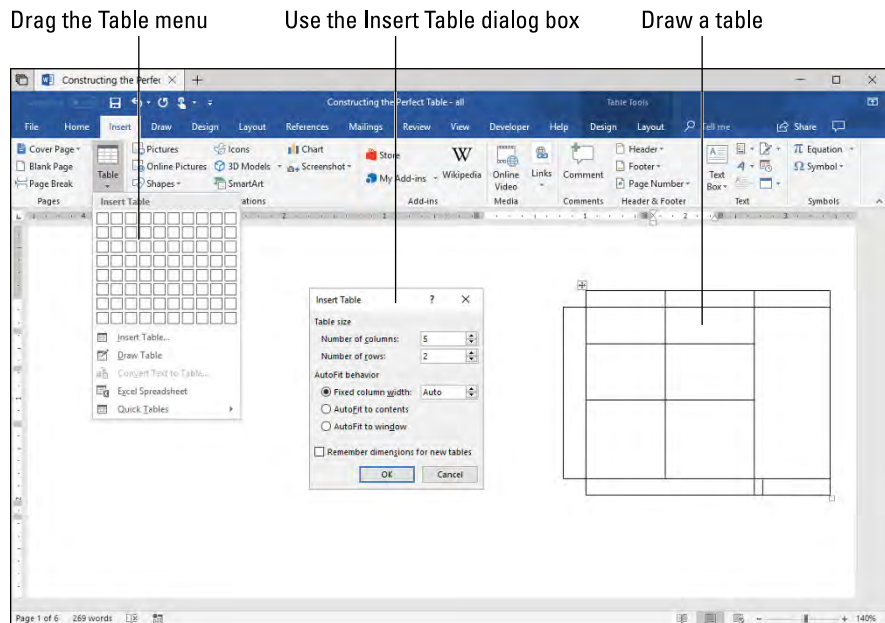 Drag the Table menu Use the Insert Table dialog box Draw a table
Constructing the Perfec
Constructing the Perfect Table - all Table Tools
File Home Insert Draw Design Layout References Mailings Review View Developer Help Design Layout Tell me Share
Cover Page Pictures Icons Chart Store Header Equation
Blank Page Table Online Pictures 3D Models Screenshot My Add-ins Wikipedia Online Video Links Comment Footer Text Box Symbol
Page Break Shapes SmartArt Page Number
Pages ations Add-ins Media Comments Header & Footer Text Symbols
Insert Table
Insert Table...
Draw Table
Convert Text to Table...
Excel Spreadsheet
Quick Tables
Insert Table ? ×
Table size
Number of columns: 5
Number of rows: 2
AutoFit behavior
Fixed column width: Auto
AutoFit to contents
AutoFit to window
Remember dimensions for new tables
OK Cancel
Page 1 of 6 269 words 140%